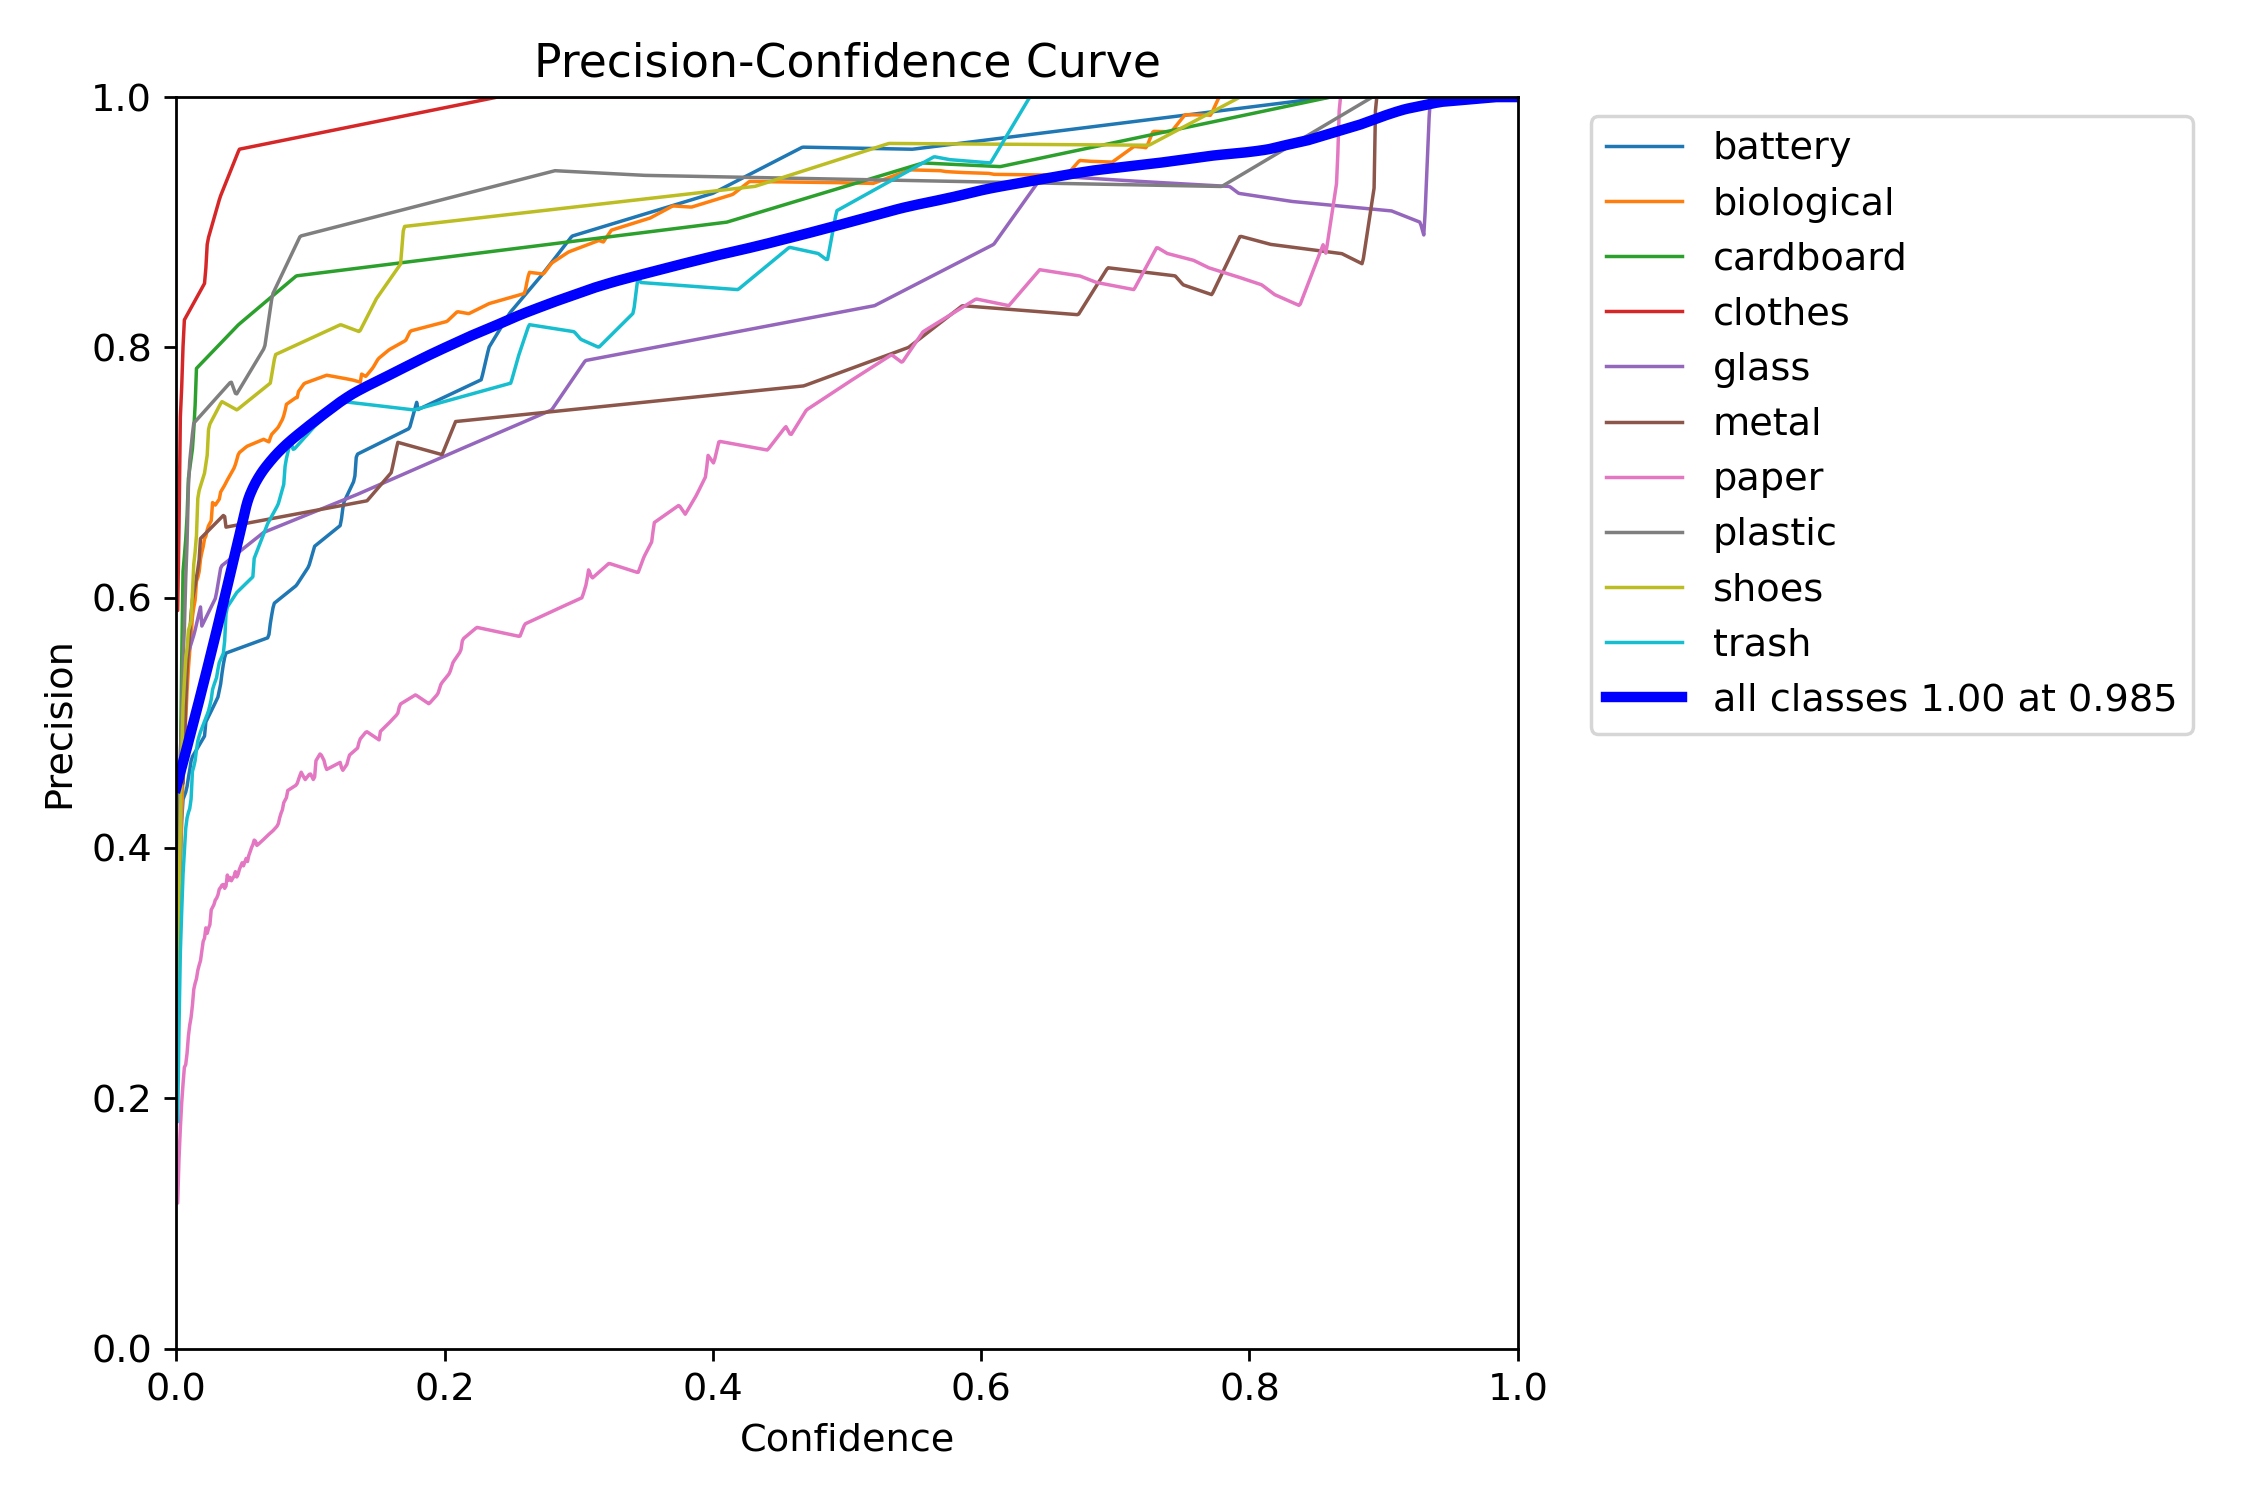 Precision-Confidence Curve
1.0
0.8
0.6
0.4
0.2
0.0
Precision
0.0 0.2 0.4 0.6 0.8 1.0
Confidence
battery
biological
cardboard
clothes
glass
metal
paper
plastic
shoes
trash
all classes 1.00 at 0.985